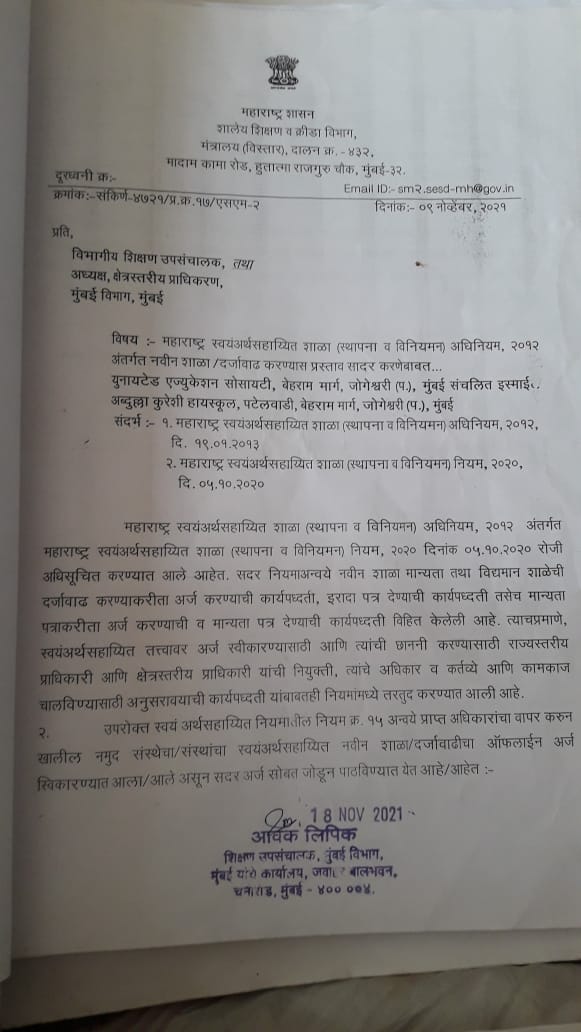 महाराष्ट्र शासन
शालेय शिक्षण व क्रीडा विभाग,
मंत्रालय (विस्तार), दालन क्र. - ४३२,
मादाम कामा रोड, हुतात्मा राजगुरु चौक, मुंबई-३२.
दूरध्वनी क्रः-
Email ID:- sm२.sesd-mh@gov.in
क्रमांकः-संकिर्ण-४७२१/प्र.क्र.१७/एसएम-२
दिनांकः- ०९ नोव्हेंबर, २०२१
प्रति,
विभागीय शिक्षण उपसंचालक, तथा
अध्यक्ष, क्षेत्रस्तरीय प्राधिकरण,
मुंबई विभाग, मुंबई
विषय :- महाराष्ट्र स्वयंअर्थसहाय्यित शाळा (स्थापना व विनियमन) अधिनियम, २०१२
अंतर्गत नवीन शाळा /दर्जावाढ करण्यास प्रस्ताव सादर करणेबाबत...
युनायटेड एज्युकेशन सोसायटी, बेहराम मार्ग, जोगेश्वरी (प.), मुंबई संचलित
अब्दुल्ला कुरेशी हायस्कूल, पटेलवाडी, बेहराम मार्ग, जोगेश्वरी (प.), मुंबई
संदर्भ :- १. महाराष्ट्र स्वयंअर्थसहाय्यित शाळा (स्थापना व विनियमन) अधिनियम, २०१२,
दि. १९.०१.२०१३
२. महाराष्ट्र स्वयंअर्थसहाय्यित शाळा (स्थापना व विनियमन) नियम, २०२०,
दि. ०५.१०.२०२०
महाराष्ट्र स्वयंअर्थसहाय्यित शाळा (स्थापना व विनियमन) अधिनियम, २०१२ अंतर्गत
महाराष्ट्र स्वयंअर्थसहाय्यित शाळा (स्थापना व विनियमन) नियम, २०२० दिनांक ०५.१०.२०२० रोजी
अधिसूचित करण्यात आले आहेत. सदर नियमाअन्वये नवीन शाळा मान्यता तथा विद्यमान शाळेची
दर्जावाढ करण्याकरीता अर्ज करण्याची कार्यपध्दती, इरादा पत्र देण्याची कार्यपध्दती तसेच मान्यता
पत्राकरीता अर्ज करण्याची व मान्यता पत्र देण्याची कार्यपध्दती विहित केलेली आहे. त्याचप्रमाणे,
स्वयंअर्थसहाय्यित तत्त्वावर अर्ज स्वीकारण्यासाठी आणि त्यांची छाननी करण्यासाठी राज्यस्तरीय
प्राधिकारी आणि क्षेत्रस्तरीय प्राधिकारी यांची नियुक्ती, त्यांचे अधिकार व कर्तव्ये आणि कामकाज
चालविण्यासाठी अनुसरावयाची कार्यपध्दती यांबाबतही नियमांमध्ये तरतुद करण्यात आली आहे.
२. उपरोक्त स्वयं अर्थसहाय्यित नियमातील नियम क्र. १५ अन्वये प्राप्त अधिकारांचा वापर करुन
खालील नमुद संस्थेचा/संस्थांचा स्वयंअर्थसहाय्यित नवीन शाळा/दर्जावाढीचा ऑफलाईन अर्ज
स्विकारण्यात आला/आले असून सदर अर्ज सोबत जोडून पाठविण्यात येत आहे/आहेत :-
18 NOV 2021
लिपिक
शिक्षण उपसंचालक, मुंबई विभाग,
मुंबई यांचे कार्यालय, बालभवन,
मुंबई - ४०० ००४.